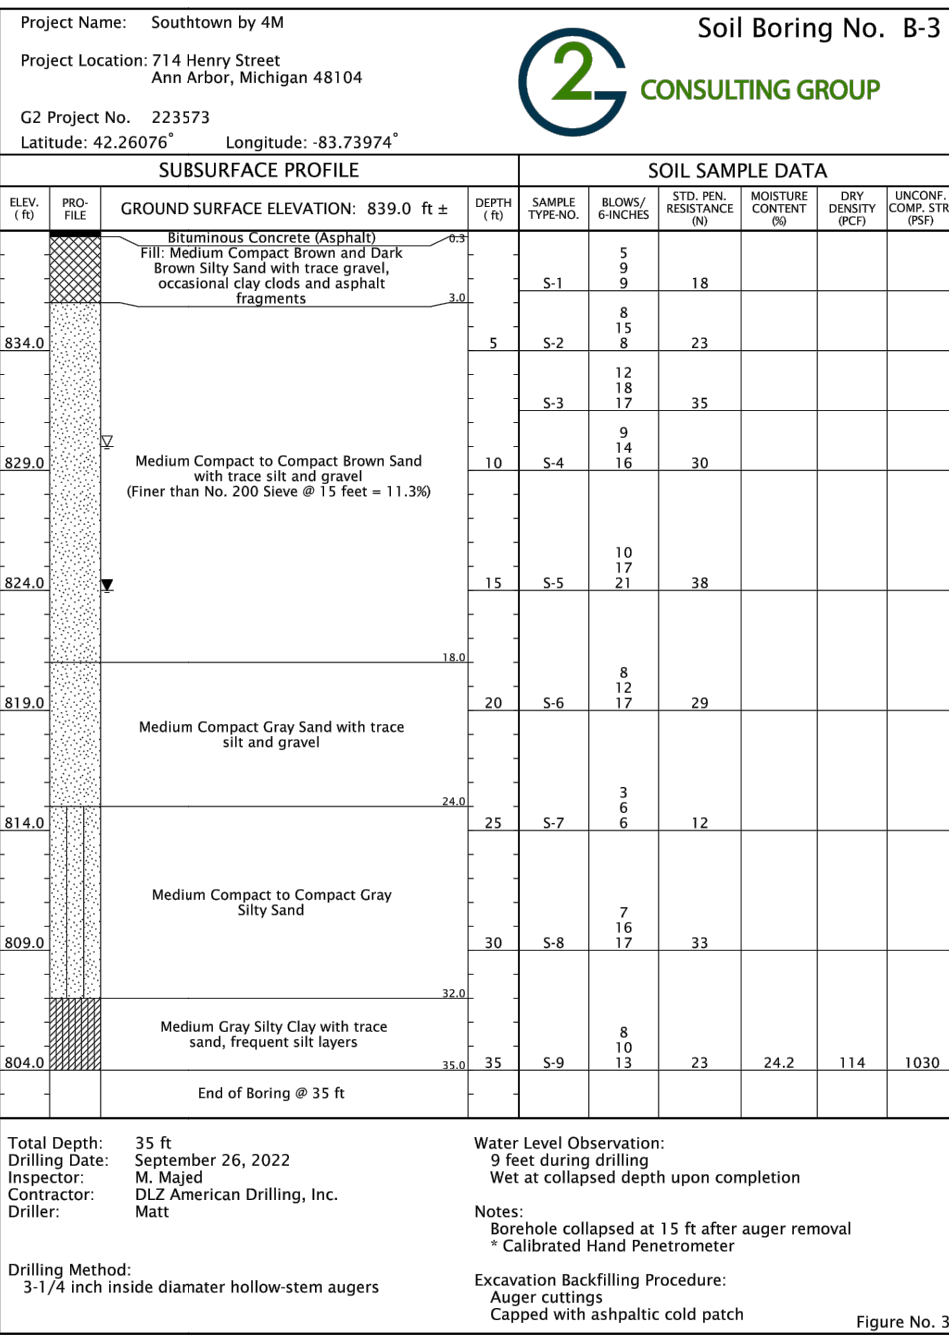 Project Name: Southtown by 4M
Project Location: 714 Henry Street
Ann Arbor, Michigan 48104
G2 Project No. 223573
Latitude: 42.26076° Longitude: -83.73974°
G2 CONSULTING GROUP
Soil Boring No. B-3
SUBSURFACE PROFILE
SOIL SAMPLE DATA
ELEV. (ft)
PRO-FILE
GROUND SURFACE ELEVATION: 839.0 ft ±
DEPTH (ft)
SAMPLE TYPE-NO.
BLOWS/ 6-INCHES
STD. PEN. RESISTANCE (N)
MOISTURE CONTENT (%)
DRY DENSITY (PCF)
UNCONF. COMP. STR (PSF)
Bituminous Concrete (Asphalt) 0.3
Fill: Medium Compact Brown and Dark
Brown Silty Sand with trace gravel,
occasional clay clods and asphalt
fragments 3.0
5
9
S-1 9 18
8
15
834.0 5 S-2 8 23
12
18
S-3 17 35
9
14
829.0 10 S-4 16 30
Medium Compact to Compact Brown Sand
with trace silt and gravel
(Finer than No. 200 Sieve @ 15 feet = 11.3%)
10
17
824.0 15 S-5 21 38
18.0
8
12
819.0 20 S-6 17 29
Medium Compact Gray Sand with trace
silt and gravel
24.0
3
6
814.0 25 S-7 6 12
Medium Compact to Compact Gray
Silty Sand
7
16
809.0 30 S-8 17 33
32.0
Medium Gray Silty Clay with trace
sand, frequent silt layers
8
10
804.0 35.0 35 S-9 13 23 24.2 114 1030
End of Boring @ 35 ft
Total Depth: 35 ft
Drilling Date: September 26, 2022
Inspector: M. Majed
Contractor: DLZ American Drilling, Inc.
Driller: Matt
Drilling Method:
3-1/4 inch inside diamater hollow-stem augers
Water Level Observation:
9 feet during drilling
Wet at collapsed depth upon completion
Notes:
Borehole collapsed at 15 ft after auger removal
* Calibrated Hand Penetrometer
Excavation Backfilling Procedure:
Auger cuttings
Capped with ashpaltic cold patch
Figure No. 3